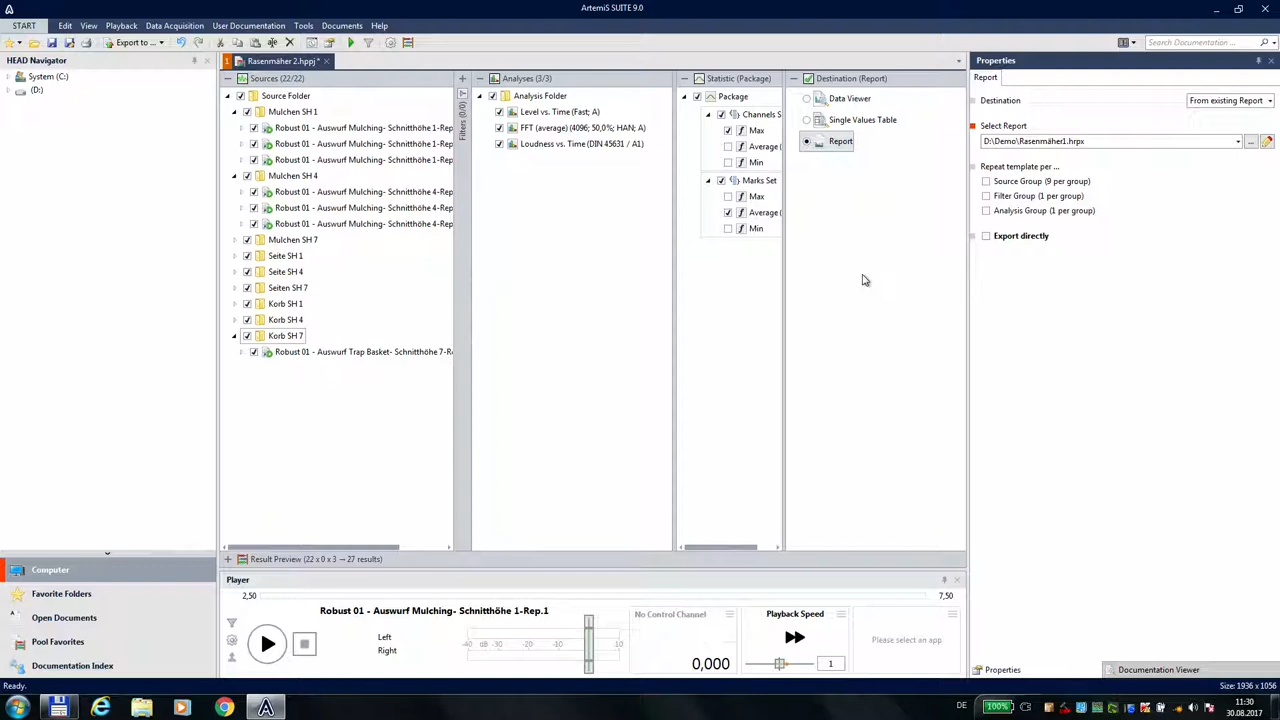 ArtemiS SUITE 9.0
START Edit View Playback Data Acquisition User Documentation Tools Documents Help
Export to ...
Search Documentation...
HEAD Navigator
System (C:)
(D:)
Computer
Favorite Folders
Open Documents
Project Favorites
Documentation Index
1 Rasenmäher 2.hppj*
Sources (22/22)
Source Folder
Mulchen SH 1
Robust 01 - Auswurf Mulching- Schnitthöhe 1-Rep
Robust 01 - Auswurf Mulching- Schnitthöhe 1-Rep
Robust 01 - Auswurf Mulching- Schnitthöhe 1-Rep
Mulchen SH 4
Robust 01 - Auswurf Mulching- Schnitthöhe 4-Rep
Robust 01 - Auswurf Mulching- Schnitthöhe 4-Rep
Robust 01 - Auswurf Mulching- Schnitthöhe 4-Rep
Mulchen SH 7
Seite SH 1
Seite SH 4
Seiten SH 7
Korb SH 1
Korb SH 4
Korb SH 7
Robust 01 - Auswurf Trap Basket- Schnitthöhe 7-R
Filters (0/0)
Analyses (3/3)
Analysis Folder
Level vs. Time (Fast; A)
FFT (average) (4096; 50,0%; HAN; A)
Loudness vs. Time (DIN 45631 / A1)
Statistic (Package)
Package
Channels S
Max
Average (
Min
Marks Set
Max
Average (
Min
Destination (Report)
Data Viewer
Single Values Table
Report
Result Preview (22 x 0 x 3 → 27 results)
Player
2,50 7,50
Robust 01 - Auswurf Mulching- Schnitthöhe 1-Rep.1
Left
Right
-40 dB -30 -20 -10 10
No Control Channel
0,000
Playback Speed
1
Please select an app
Properties
Report
Destination From existing Report
Select Report
D:\Demo\Rasenmäher1.hrpx
...
Repeat template per ...
Source Group (9 per group)
Filter Group (1 per group)
Analysis Group (1 per group)
Export directly
Properties Documentation Viewer
Ready. Size: 1936 x 1056
DE 100% 11:30
30.08.2017